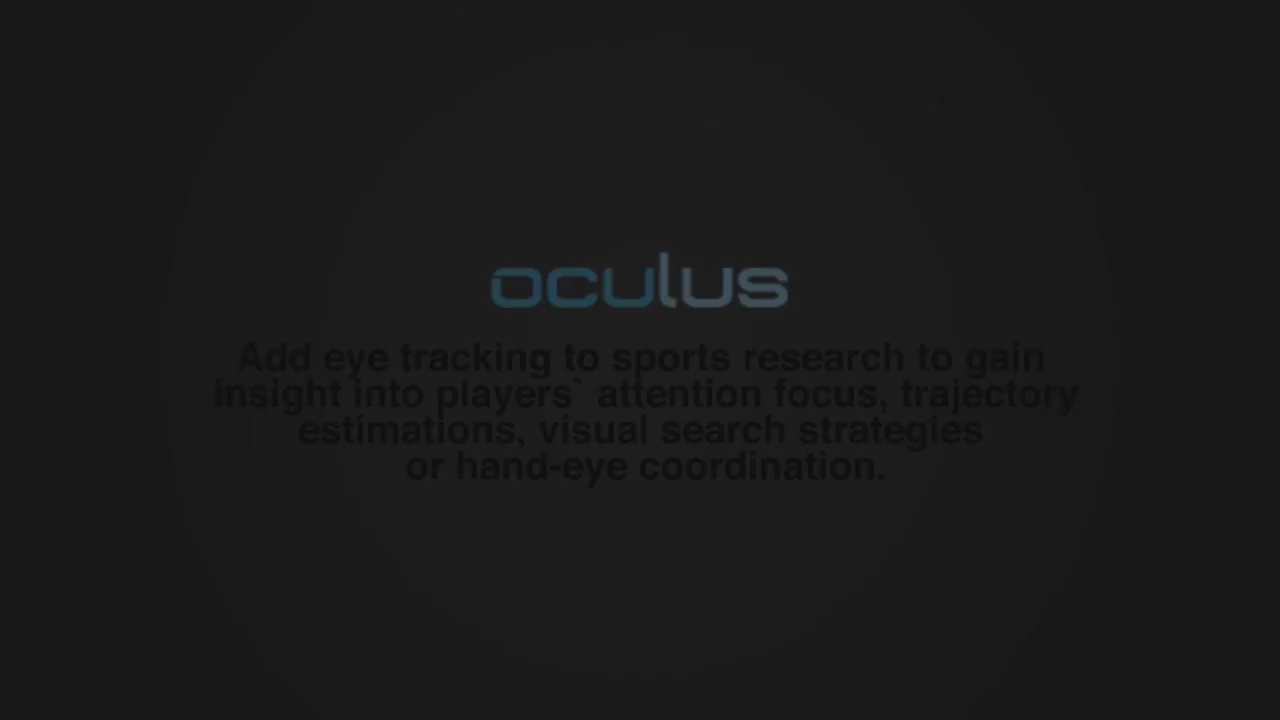 oculus
Add eye tracking to sports research to gain
insight into players` attention focus, trajectory
estimations, visual search strategies
or hand-eye coordination.